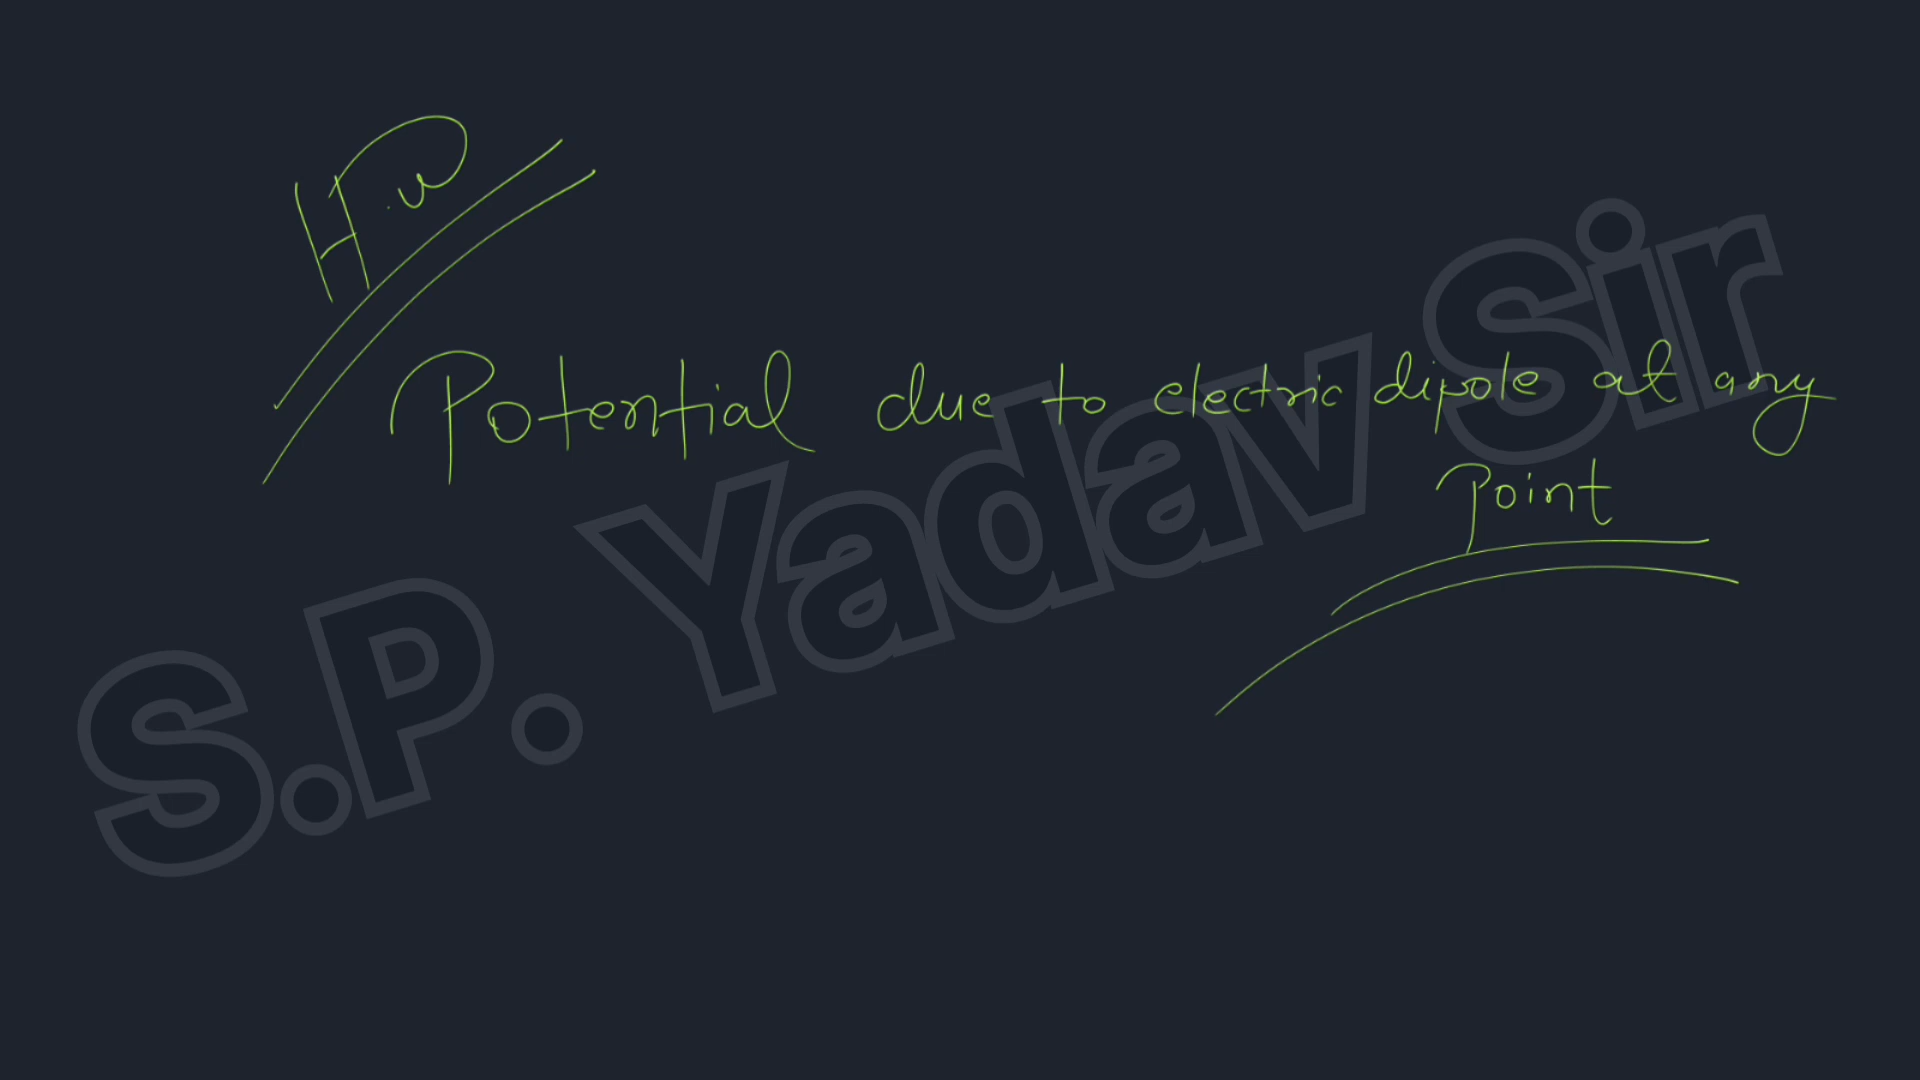 H.w
Potential due to electric dipole at any
Point
S.P. Yadav Sir